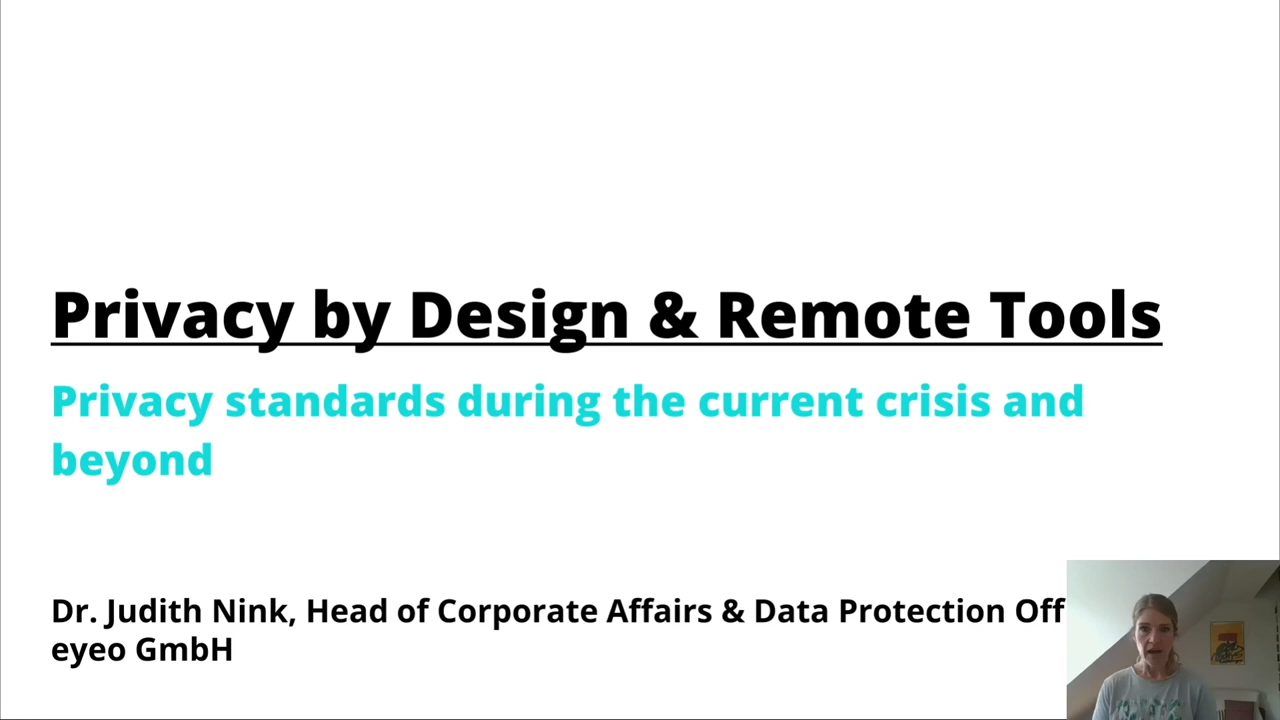 Privacy by Design & Remote Tools
Privacy standards during the current crisis and
beyond
Dr. Judith Nink, Head of Corporate Affairs & Data Protection Off
eyeo GmbH